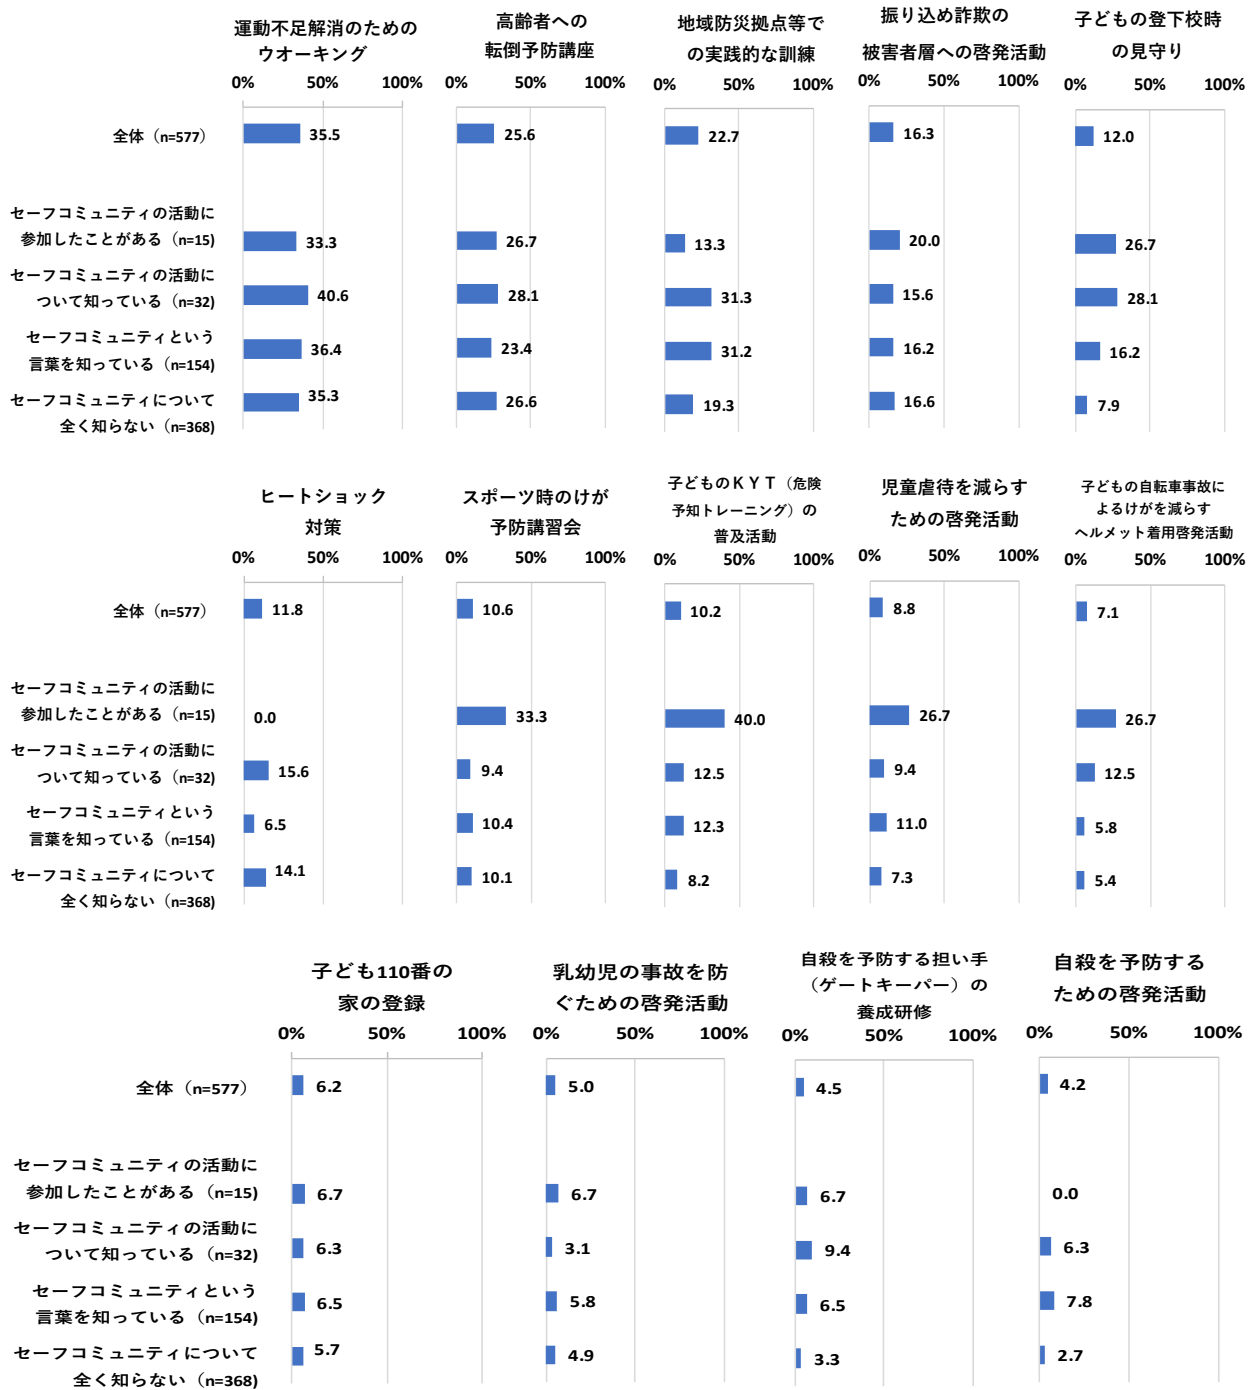 運動不足解消のための
ウオーキング
高齢者への
転倒予防講座
地域防災拠点等で
の実践的な訓練
振り込め詐欺の
被害者層への啓発活動
子どもの登下校時
の見守り
0% 50% 100% 0% 50% 100% 0% 50% 100% 0% 50% 100% 0% 50% 100%
全体（n=577） 35.5 25.6 22.7 16.3 12.0
セーフコミュニティの活動に
参加したことがある（n=15) 33.3 26.7 13.3 20.0 26.7
セーフコミュニティの活動に
ついて知っている（n=32) 40.6 28.1 31.3 15.6 28.1
セーフコミュニティという
言葉を知っている（n=154) 36.4 23.4 31.2 16.2 16.2
セーフコミュニティについて
全く知らない（n=368) 35.3 26.6 19.3 16.6 7.9
ヒートショック
対策
スポーツ時のけが
予防講習会
子どものＫＹＴ（危険
予知トレーニング）の
普及活動
児童虐待を減らす
ための啓発活動
子どもの自転車事故に
よるけがを減らす
ヘルメット着用啓発活動
0% 50% 100% 0% 50% 100% 0% 50% 100% 0% 50% 100% 0% 50% 100%
全体（n=577） 11.8 10.6 10.2 8.8 7.1
セーフコミュニティの活動に
参加したことがある（n=15) 0.0 33.3 40.0 26.7 26.7
セーフコミュニティの活動に
ついて知っている（n=32) 15.6 9.4 12.5 9.4 12.5
セーフコミュニティという
言葉を知っている（n=154) 6.5 10.4 12.3 11.0 5.8
セーフコミュニティについて
全く知らない（n=368) 14.1 10.1 8.2 7.3 5.4
子ども110番の
家の登録
乳幼児の事故を防
ぐための啓発活動
自殺を予防する担い手
（ゲートキーパー）の
養成研修
自殺を予防する
ための啓発活動
0% 50% 100% 0% 50% 100% 0% 50% 100% 0% 50% 100%
全体（n=577） 6.2 5.0 4.5 4.2
セーフコミュニティの活動に
参加したことがある（n=15) 6.7 6.7 6.7 0.0
セーフコミュニティの活動に
ついて知っている（n=32) 6.3 3.1 9.4 6.3
セーフコミュニティという
言葉を知っている（n=154) 6.5 5.8 6.5 7.8
セーフコミュニティについて
全く知らない（n=368) 5.7 4.9 3.3 2.7